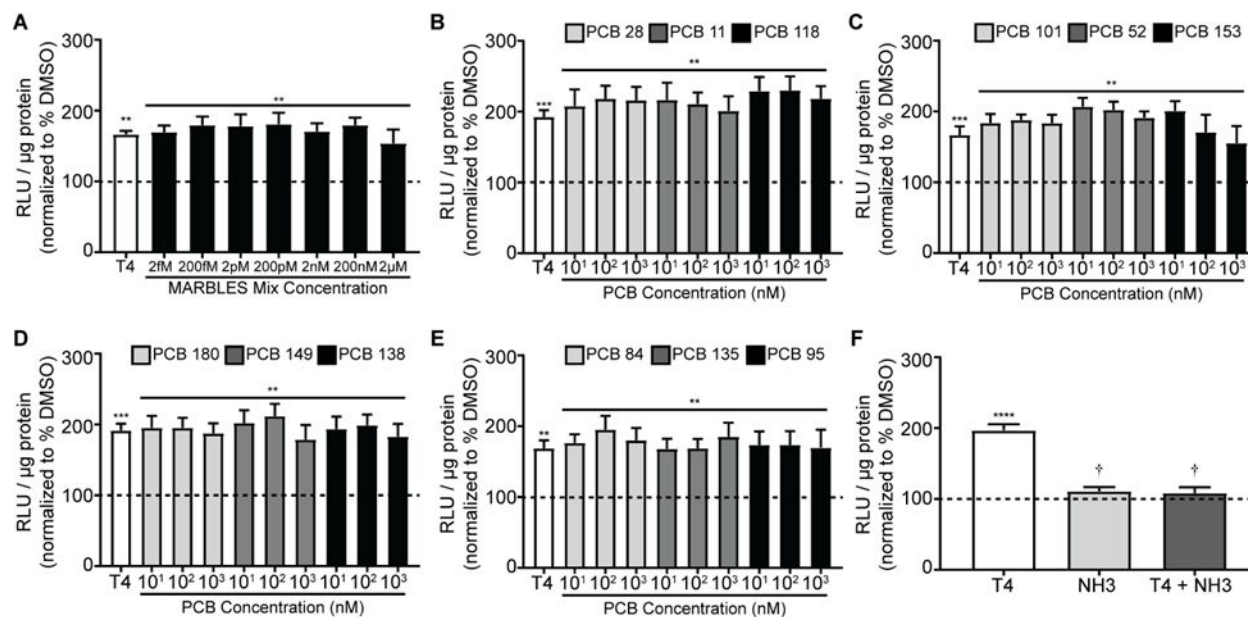 A
RLU / µg protein
(normalized to % DMSO)
300
200
100
0
**
**
T4 2fM 200fM 2pM 200pM 2nM 200nM 2µM
MARBLES Mix Concentration
B
PCB 28 PCB 11 PCB 118
RLU / µg protein
(normalized to % DMSO)
300
200
100
0
***
**
T4 10¹ 10² 10³ 10¹ 10² 10³ 10¹ 10² 10³
PCB Concentration (nM)
C
PCB 101 PCB 52 PCB 153
RLU / µg protein
(normalized to % DMSO)
300
200
100
0
***
**
T4 10¹ 10² 10³ 10¹ 10² 10³ 10¹ 10² 10³
PCB Concentration (nM)
D
PCB 180 PCB 149 PCB 138
RLU / µg protein
(normalized to % DMSO)
300
200
100
0
***
**
T4 10¹ 10² 10³ 10¹ 10² 10³ 10¹ 10² 10³
PCB Concentration (nM)
E
PCB 84 PCB 135 PCB 95
RLU / µg protein
(normalized to % DMSO)
300
200
100
0
**
**
T4 10¹ 10² 10³ 10¹ 10² 10³ 10¹ 10² 10³
PCB Concentration (nM)
F
RLU / µg protein
(normalized to % DMSO)
300
200
100
0
****
†
†
T4 NH3 T4 + NH3